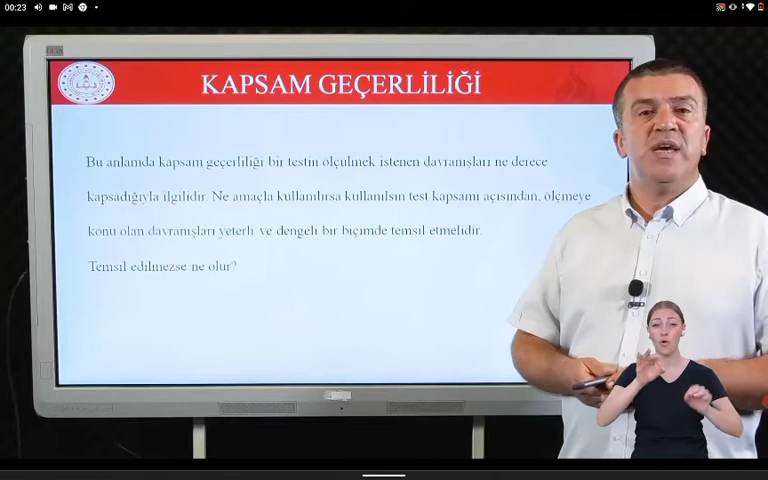 00:23
KAPSAM GEÇERLİLİĞİ
Bu anlamda kapsam geçerliliği bir testin ölçülmek istenen davranışları ne derece
kapsadığıyla ilgilidir. Ne amaçla kullanılırsa kullanılsın test kapsamı açısından, ölçmeye
konu olan davranışları yeterli ve dengeli bir biçimde temsil etmelidir.
Temsil edilmezse ne olur?